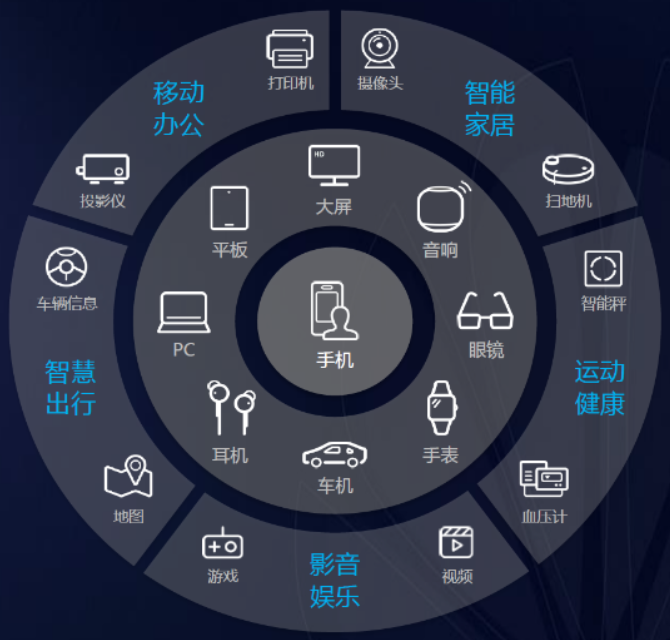 打印机
摄像头
移动
办公
智能
家居
投影仪
扫地机
HD
大屏
平板
音响
车辆信息
智能秤
手机
PC
眼镜
智慧
出行
运动
健康
耳机
手表
车机
地图
血压计
影音
娱乐
游戏
视频